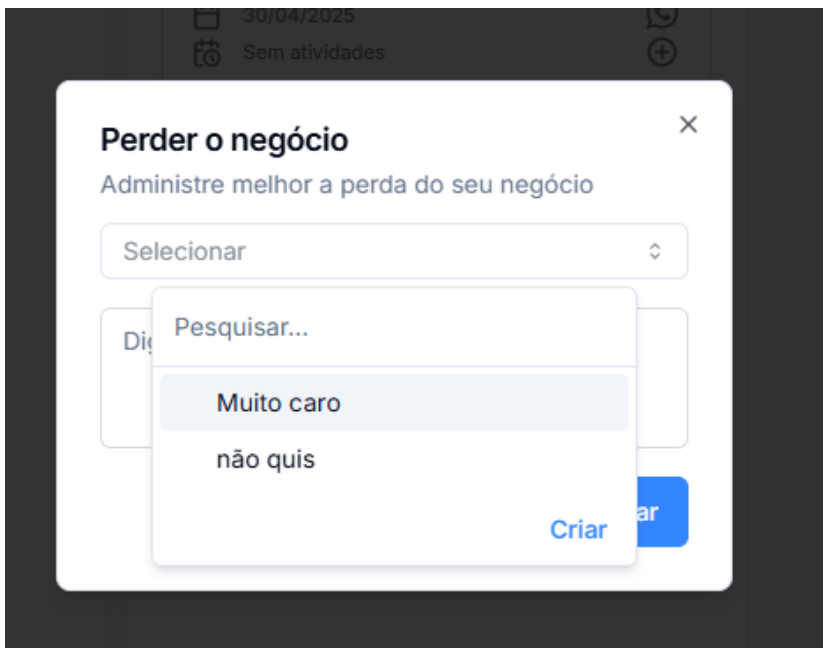 30/04/2025
Sem atividades
Perder o negócio
Administre melhor a perda do seu negócio
Selecionar
Pesquisar...
Muito caro
não quis
Criar